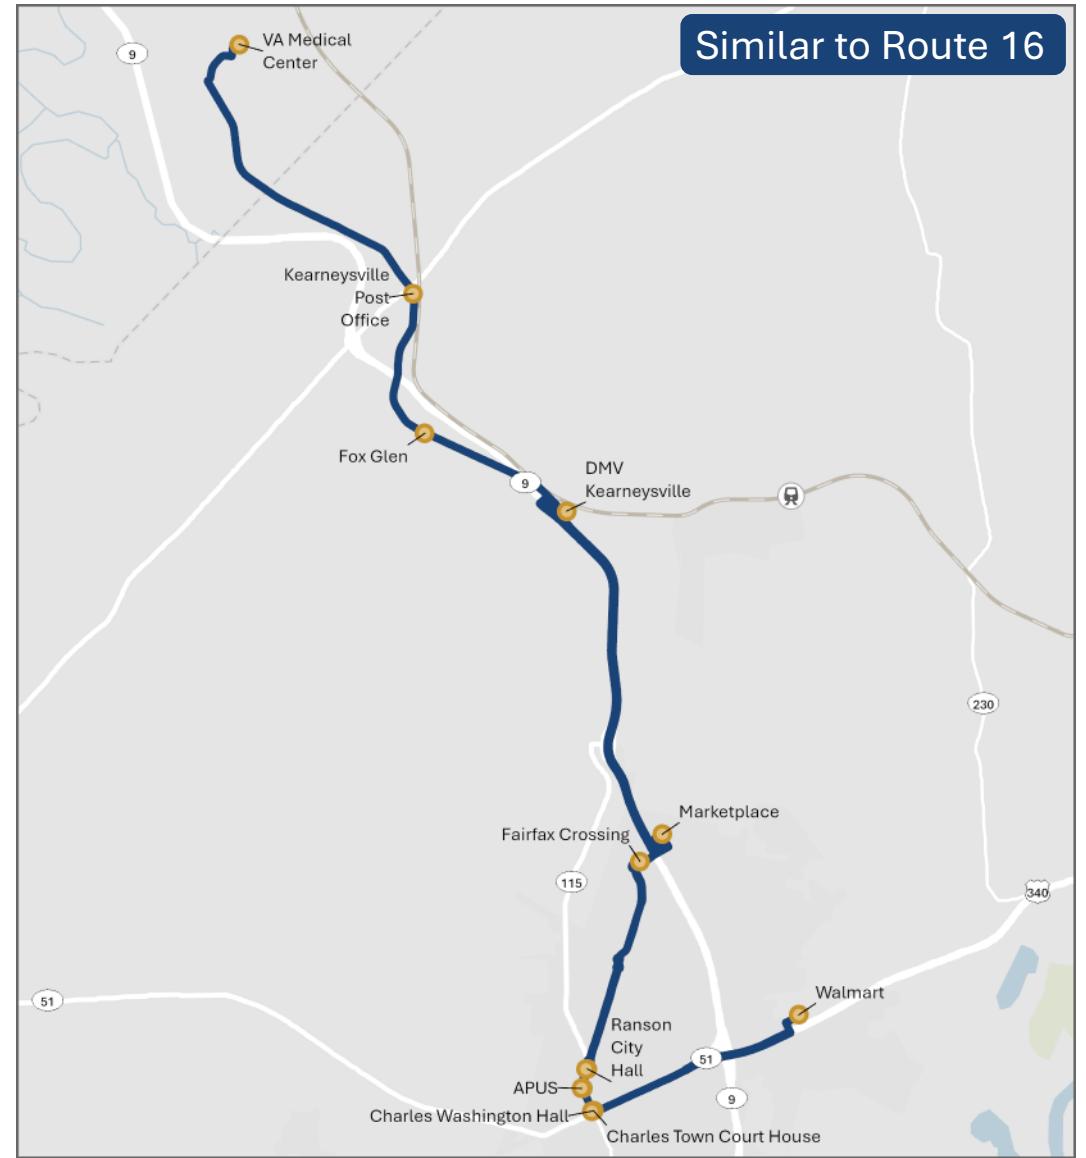 Similar to Route 16
VA Medical
Center
9
Kearneysville
Post
Office
Fox Glen
9
DMV
Kearneysville
230
Marketplace
Fairfax Crossing
115
340
51
Walmart
Ranson
City
Hall
51
APUS
9
Charles Washington Hall
Charles Town Court House